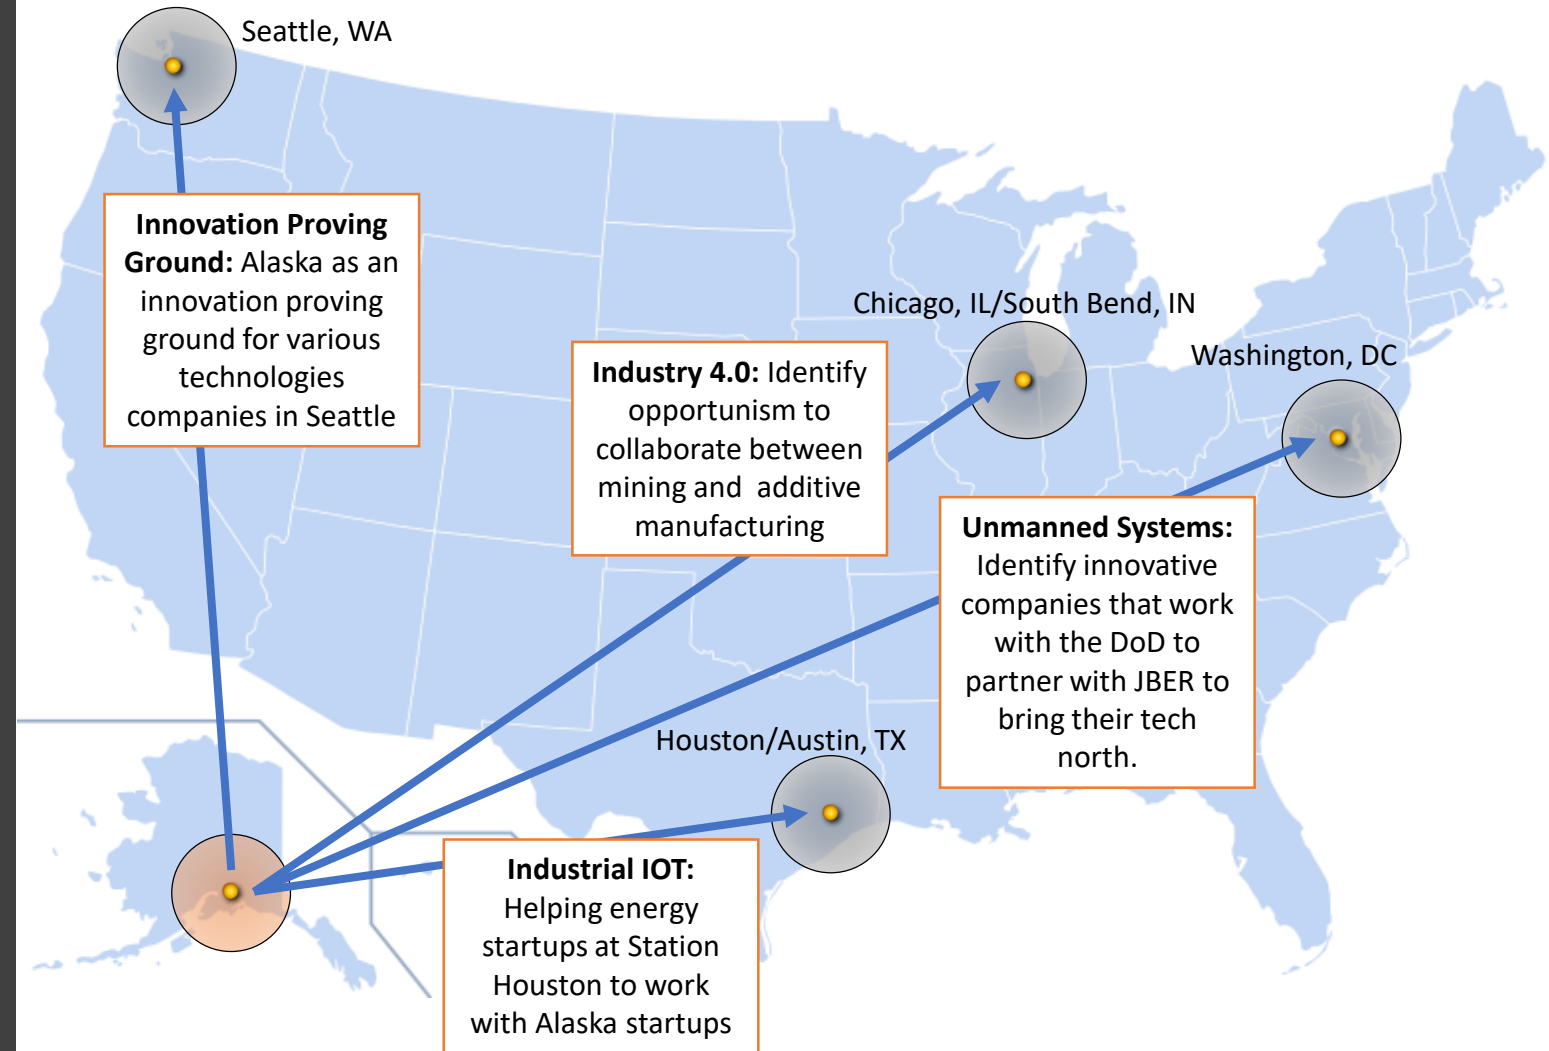 Seattle, WA
Innovation Proving
Ground: Alaska as an
innovation proving
ground for various
technologies
companies in Seattle
Chicago, IL/South Bend, IN
Industry 4.0: Identify
opportunism to
collaborate between
mining and  additive
manufacturing
Washington, DC
Unmanned Systems:
Identify innovative
companies that work
with the DoD to
partner with JBER to
bring their tech
north.
Houston/Austin, TX
Industrial IOT:
Helping energy
startups at Station
Houston to work
with Alaska startups